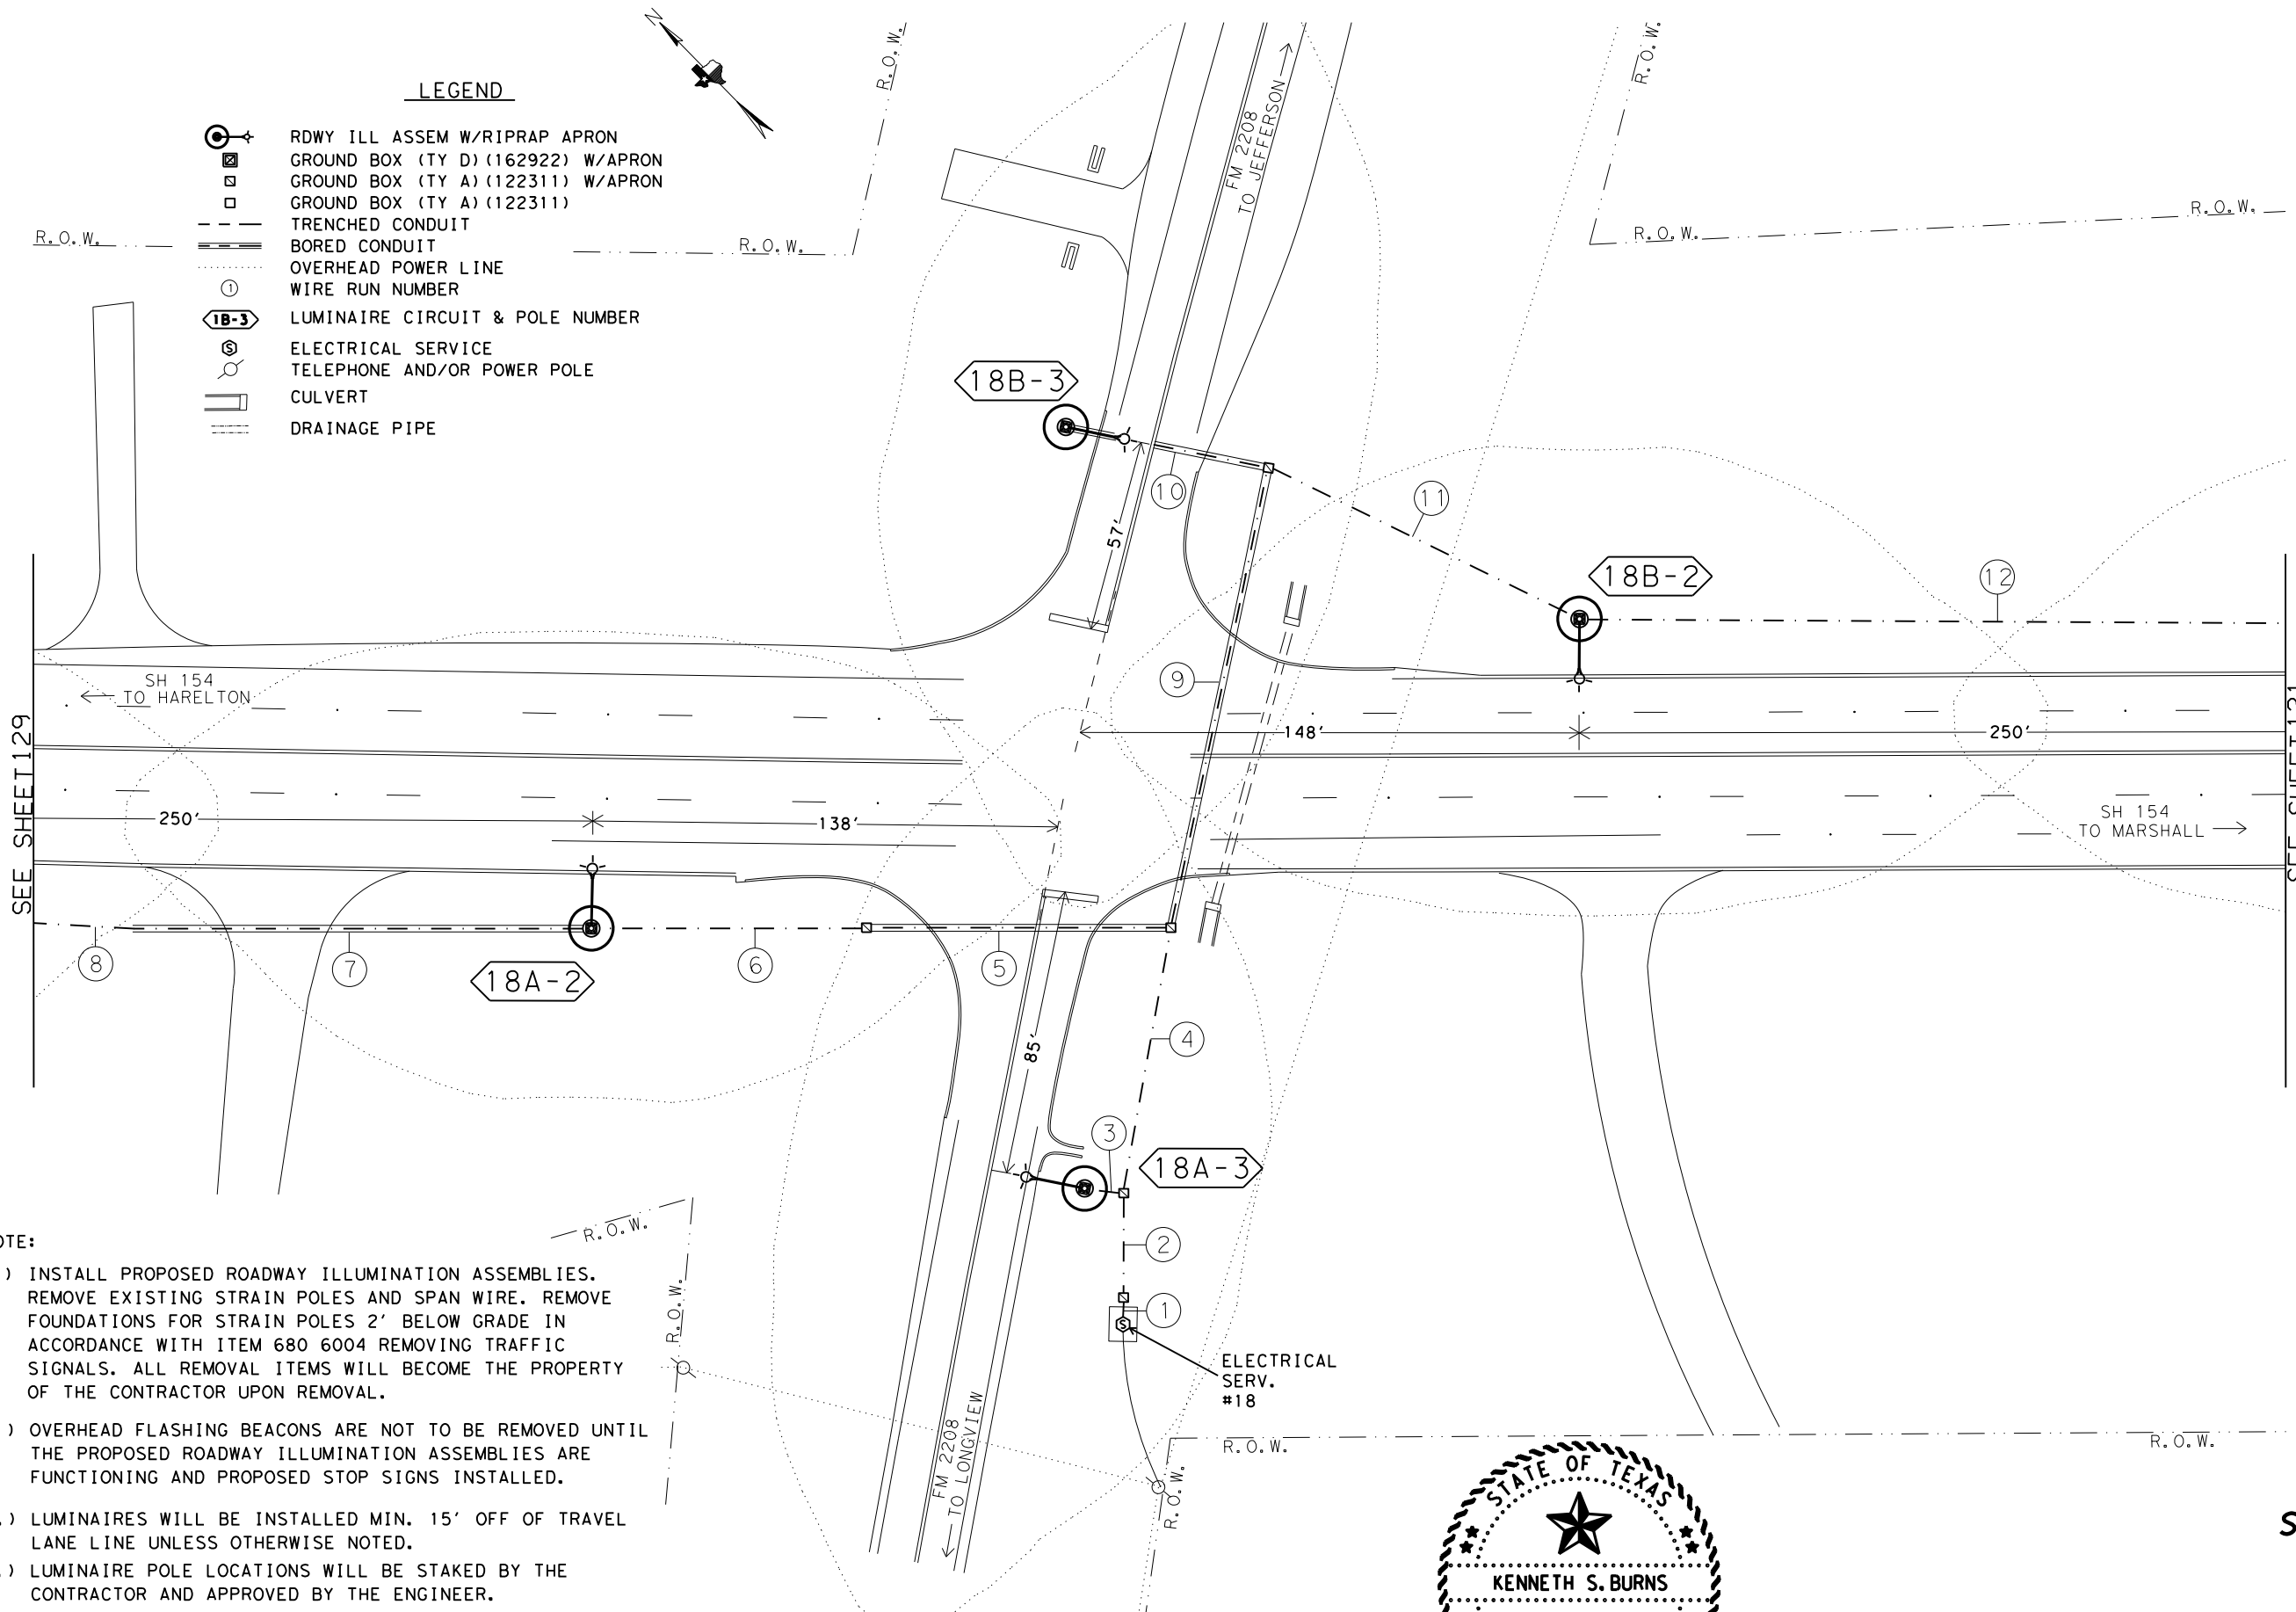 N
LEGEND
RDWY ILL ASSEM W/RIPRAP APRON
GROUND BOX (TY D)(162922) W/APRON
GROUND BOX (TY A)(122311) W/APRON
GROUND BOX (TY A)(122311)
TRENCHED CONDUIT
BORED CONDUIT
OVERHEAD POWER LINE
1 WIRE RUN NUMBER
1B-3 LUMINAIRE CIRCUIT & POLE NUMBER
S ELECTRICAL SERVICE
TELEPHONE AND/OR POWER POLE
CULVERT
DRAINAGE PIPE
R.O.W.
R.O.W.
R.O.W.
R.O.W.
R.O.W.
R.O.W.
FM 2208
TO JEFFERSON
18B-3
10
57'
11
18B-2
12
9
SH 154
TO HARELTON
148'
250'
SEE SHEET 129
250'
138'
SH 154
TO MARSHALL
8
7
18A-2
6
5
4
85'
3
18A-3
2
1
S
ELECTRICAL
SERV.
#18
FM 2208
TO LONGVIEW
R.O.W.
R.O.W.
R.O.W.
R.O.W.
R.O.W.
OTE:
) INSTALL PROPOSED ROADWAY ILLUMINATION ASSEMBLIES.
REMOVE EXISTING STRAIN POLES AND SPAN WIRE. REMOVE
FOUNDATIONS FOR STRAIN POLES 2' BELOW GRADE IN
ACCORDANCE WITH ITEM 680 6004 REMOVING TRAFFIC
SIGNALS. ALL REMOVAL ITEMS WILL BECOME THE PROPERTY
OF THE CONTRACTOR UPON REMOVAL.
) OVERHEAD FLASHING BEACONS ARE NOT TO BE REMOVED UNTIL
THE PROPOSED ROADWAY ILLUMINATION ASSEMBLIES ARE
FUNCTIONING AND PROPOSED STOP SIGNS INSTALLED.
.) LUMINAIRES WILL BE INSTALLED MIN. 15' OFF OF TRAVEL
LANE LINE UNLESS OTHERWISE NOTED.
.) LUMINAIRE POLE LOCATIONS WILL BE STAKED BY THE
CONTRACTOR AND APPROVED BY THE ENGINEER.
STATE OF TEXAS
KENNETH S. BURNS
S